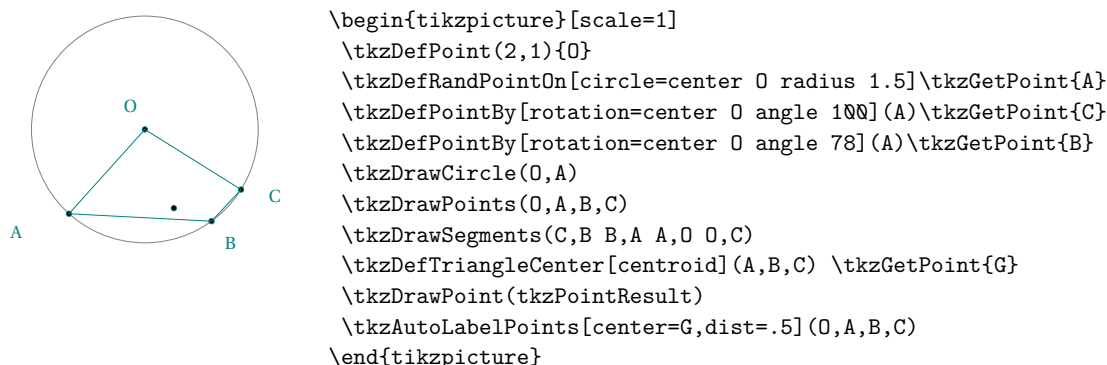 O
C
A
B
\begin{tikzpicture}[scale=1]
\tkzDefPoint(2,1){O}
\tkzDefRandPointOn[circle=center O radius 1.5]\tkzGetPoint{A}
\tkzDefPointBy[rotation=center O angle 100](A)\tkzGetPoint{C}
\tkzDefPointBy[rotation=center O angle 78](A)\tkzGetPoint{B}
\tkzDrawCircle(O,A)
\tkzDrawPoints(O,A,B,C)
\tkzDrawSegments(C,B B,A A,O O,C)
\tkzDefTriangleCenter[centroid](A,B,C) \tkzGetPoint{G}
\tkzDrawPoint(tkzPointResult)
\tkzAutoLabelPoints[center=G,dist=.5](O,A,B,C)
\end{tikzpicture}